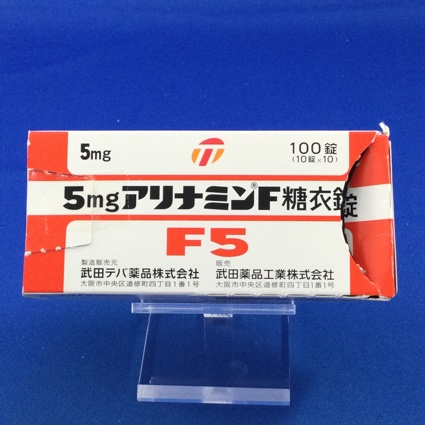 5mg
100錠
(10錠×10)
5mgアリナミン®F糖衣錠
F5
製造販売元
武田テバ薬品株式会社
大阪市中央区道修町四丁目1番1号
販売
武田薬品工業株式会社
大阪市中央区道修町四丁目1番1号